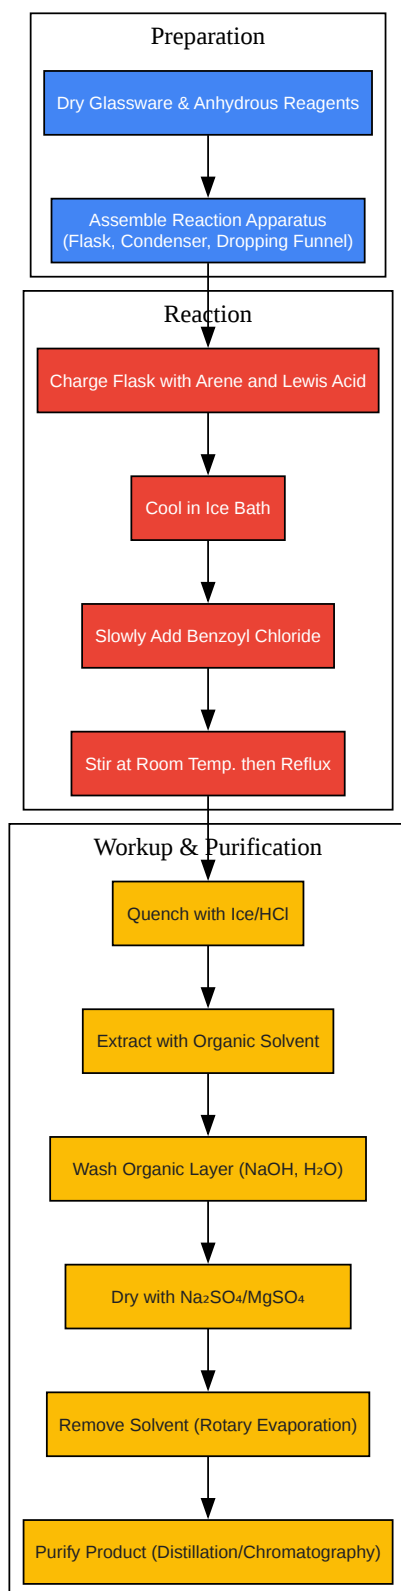 Preparation
Dry Glassware & Anhydrous Reagents
Assemble Reaction Apparatus
(Flask, Condenser, Dropping Funnel)
Reaction
Charge Flask with Arene and Lewis Acid
Cool in Ice Bath
Slowly Add Benzoyl Chloride
Stir at Room Temp. then Reflux
Workup & Purification
Quench with Ice/HCl
Extract with Organic Solvent
Wash Organic Layer (NaOH, H₂O)
Dry with Na₂SO₄/MgSO₄
Remove Solvent (Rotary Evaporation)
Purify Product (Distillation/Chromatography)